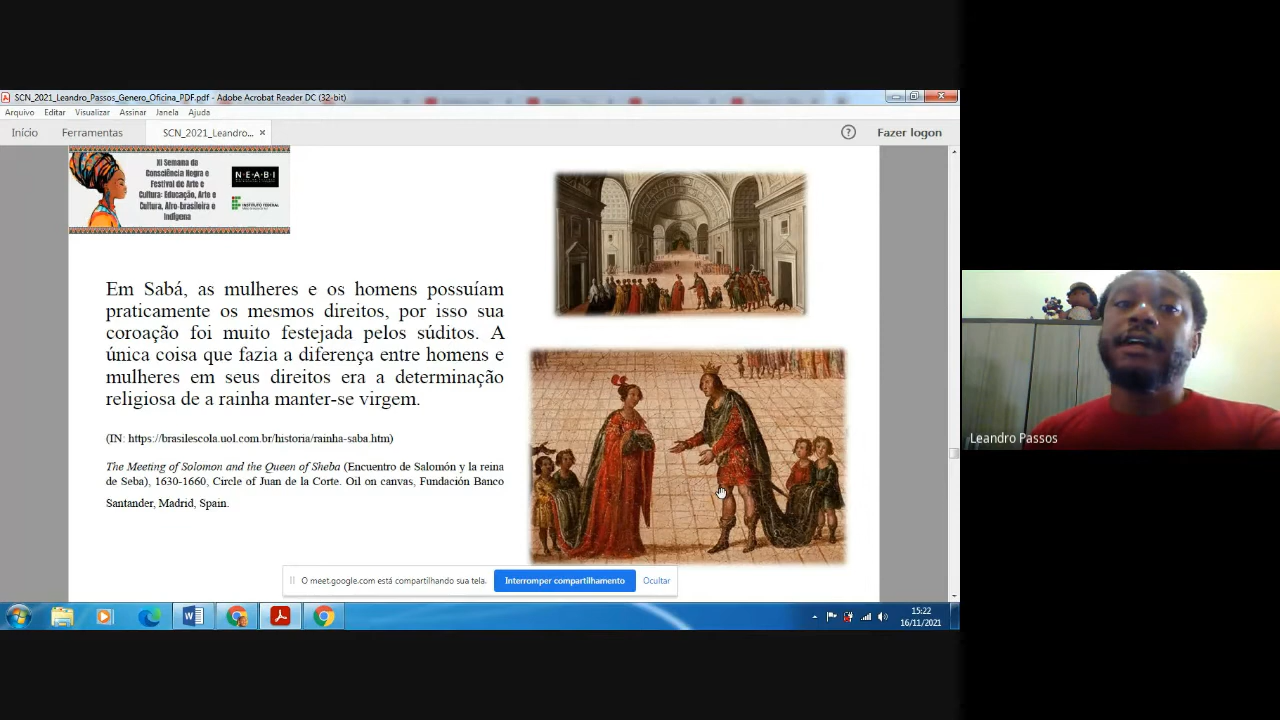 SCN_2021_Leandro_Passos_Genero_Oficina_PDF.pdf - Adobe Acrobat Reader DC (32-bit)
Arquivo Editar Visualizar Assinar Janela Ajuda
Início Ferramentas SCN_2021_Leandro... × ? Fazer logon
XI Semana da
Consciência Negra e
Festival de Arte e
Cultura: Educação, Arte e
Cultura, Afro-brasileira e
Indígena
N-E-A-B-I
INSTITUTO FEDERAL
Em Sabá, as mulheres e os homens possuíam
praticamente os mesmos direitos, por isso sua
coroação foi muito festejada pelos súditos. A
única coisa que fazia a diferença entre homens e
mulheres em seus direitos era a determinação
religiosa de a rainha manter-se virgem.
(IN: https://brasilescola.uol.com.br/historia/rainha-saba.htm)
The Meeting of Solomon and the Queen of Sheba (Encuentro de Salomón y la reina
de Seba), 1630-1660, Circle of Juan de la Corte. Oil on canvas, Fundación Banco
Santander, Madrid, Spain.
Leandro Passos
O meet.google.com está compartilhando sua tela. Interromper compartilhamento Ocultar
15:22
16/11/2021